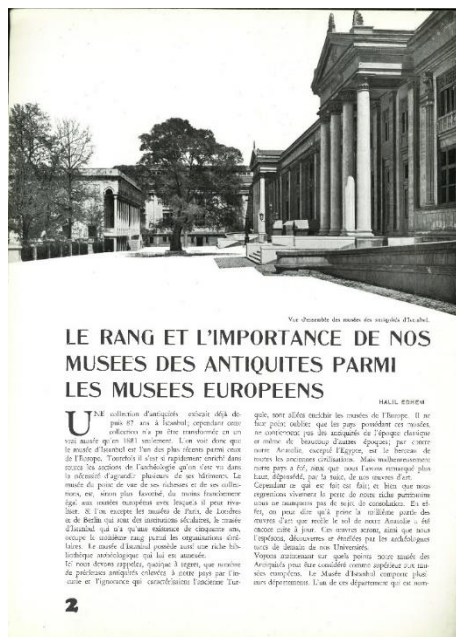 Vue d'ensemble des musées des antiquités d'Istanbul.
LE RANG ET L'IMPORTANCE DE NOS
MUSEES DES ANTIQUITES PARMI
LES MUSEES EUROPEENS
HALIL EDHEM
UNE collection d'antiquités existait déjà de-
puis 87 ans à Istanbul; cependant cette
collection n'a pu être transformée en un
vrai musée qu'en 1881 seulement. L'on voit donc que
le musée d'Istanbul est l'un des plus récents parmi ceux
de l'Europe. Toutefois il s'est si rapidement enrichi dans
toutes les sections de l'archéologie qu'on s'est vu dans
la nécessité d'agrandir plusieurs de ses bâtiments. Le
musée du point de vue de ses richesses et de ses collec-
tions, est, sinon plus favorisé, du moins franchement
égal aux musées européens avec lesquels il peut riva-
liser. Si l'on excepte les musées de Paris, de Londres
et de Berlin qui sont des institutions séculaires, le musée
d'Istanbul qui n'a qu'une existence de cinquante ans,
occupe le troisième rang parmi les organisations simi-
laires. Le musée d'Istanbul possède aussi une riche bib-
liothèque archéologique qui lui est annexée.
Ici nous devons rappeler, quoique à regret, que nombre
de précieuses antiquités enlevées à notre pays par l'in-
curie et l'ignorance qui caractérisaient l'ancienne Tur-
quie, sont allées enrichir les musées de l'Europe. Il ne
faut point oublier que les pays possédant ces musées,
ne contiennent pas des antiquités de l'époque classique
et même de beaucoup d'autres époques; par contre
notre Anatolie, excepté l'Egypte, est le berceau de
toutes les anciennes civilisations. Mais malheureusement
notre pays a été, ainsi que nous l'avons remarqué plus
haut, dépossédé, par la suite, de nos œuvres d'art.
Cependant ce qui est fait est fait; et bien que nous
regrettions vivement la perte de notre riche patrimoine
nous ne manquons pas de sujet de consolation. En ef-
fet, on peut dire qu'à peine la millième partie des
œuvres d'art que recèle le sol de notre Anatolie a été
encore mise à jour. Ces œuvres seront, ainsi que nous
l'espérons, découvertes et étudiées par les archéologues
turcs de demain de nos Universités.
Voyons maintenant sur quels points notre musée des
Antiquités peut être considéré comme supérieur aux mu-
sées européens. Le Musée d'Istanbul comporte plusi-
eurs départements. L'un de ces département qui est nom-
2